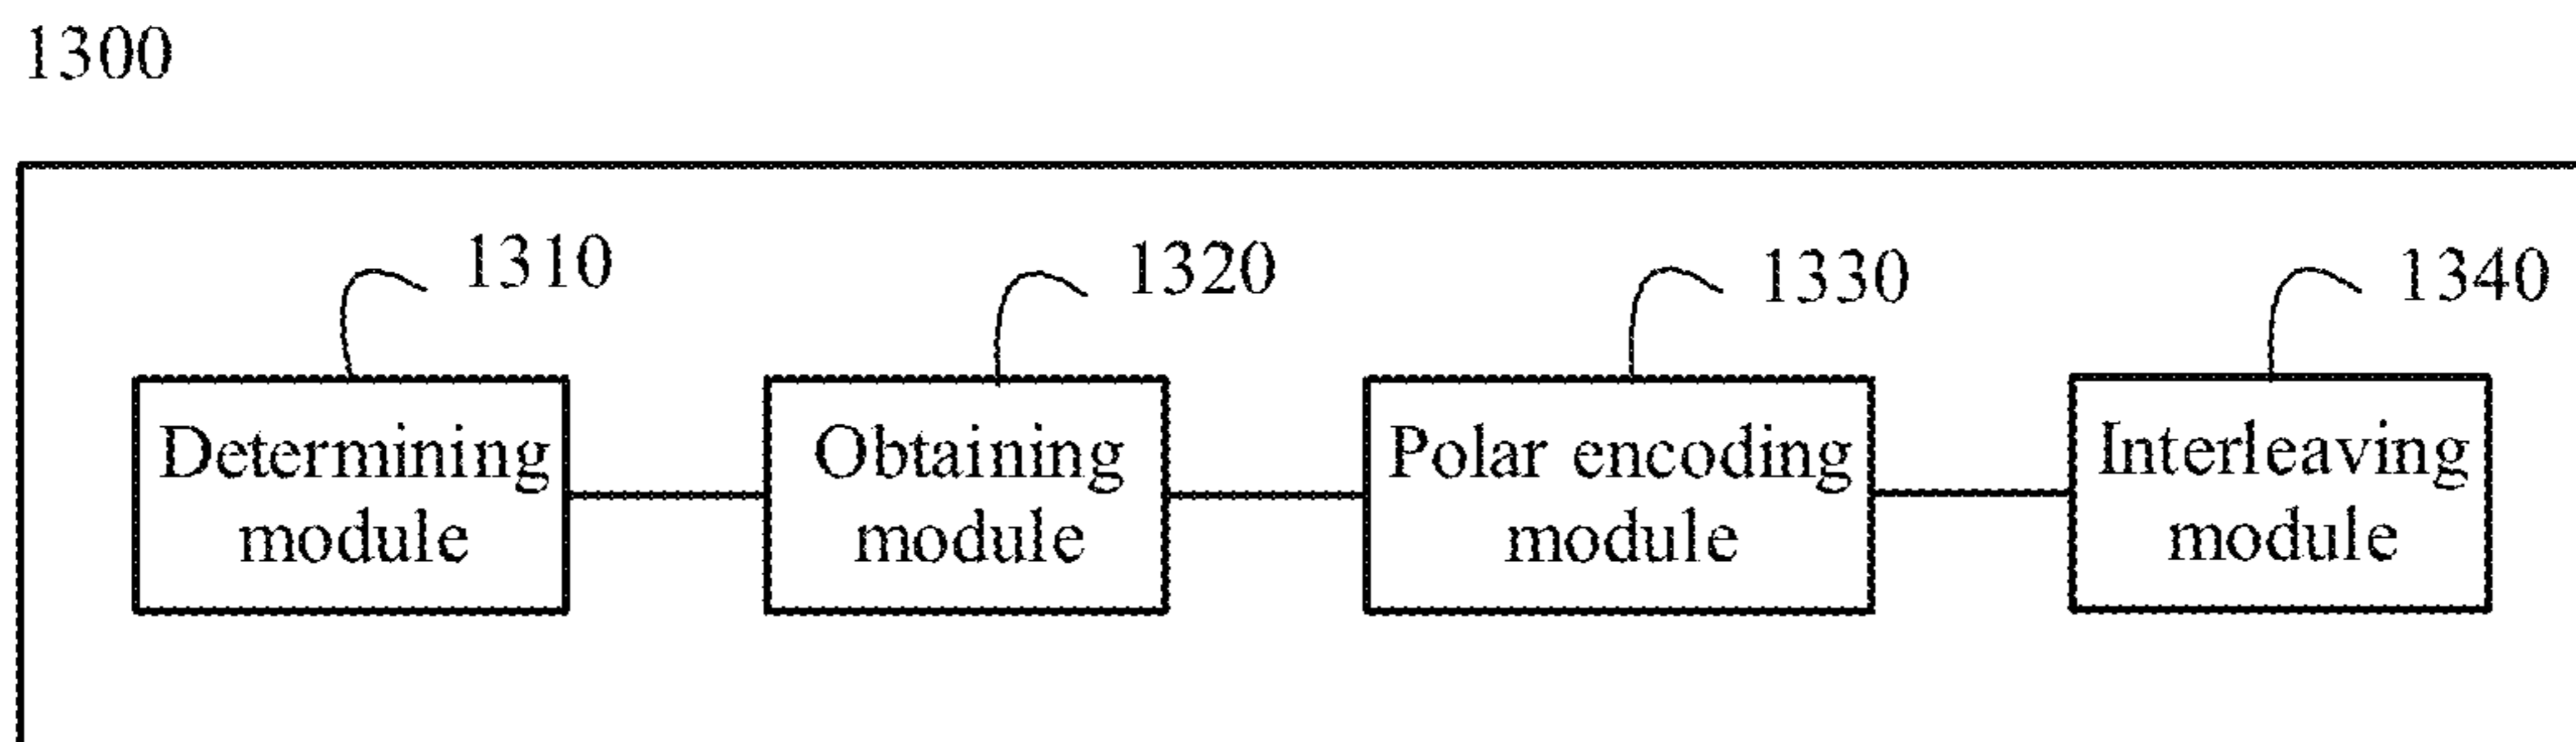 1300
1310
1320
1330
1340
Determining
module
Obtaining
module
Polar encoding
module
Interleaving
module